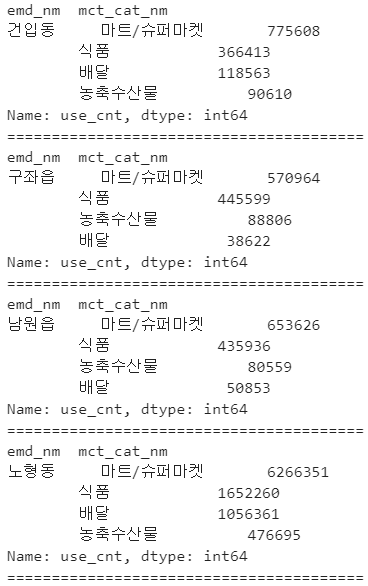 emd_nm  mct_cat_nm
건입동    마트/슈퍼마켓    775608
식품    366413
배달    118563
농축수산물    90610
Name: use_cnt, dtype: int64
========================================
emd_nm  mct_cat_nm
구좌읍    마트/슈퍼마켓    570964
식품    445599
농축수산물    88806
배달    38622
Name: use_cnt, dtype: int64
========================================
emd_nm  mct_cat_nm
남원읍    마트/슈퍼마켓    653626
식품    435936
농축수산물    80559
배달    50853
Name: use_cnt, dtype: int64
========================================
emd_nm  mct_cat_nm
노형동    마트/슈퍼마켓    6266351
식품    1652260
배달    1056361
농축수산물    476695
Name: use_cnt, dtype: int64
========================================